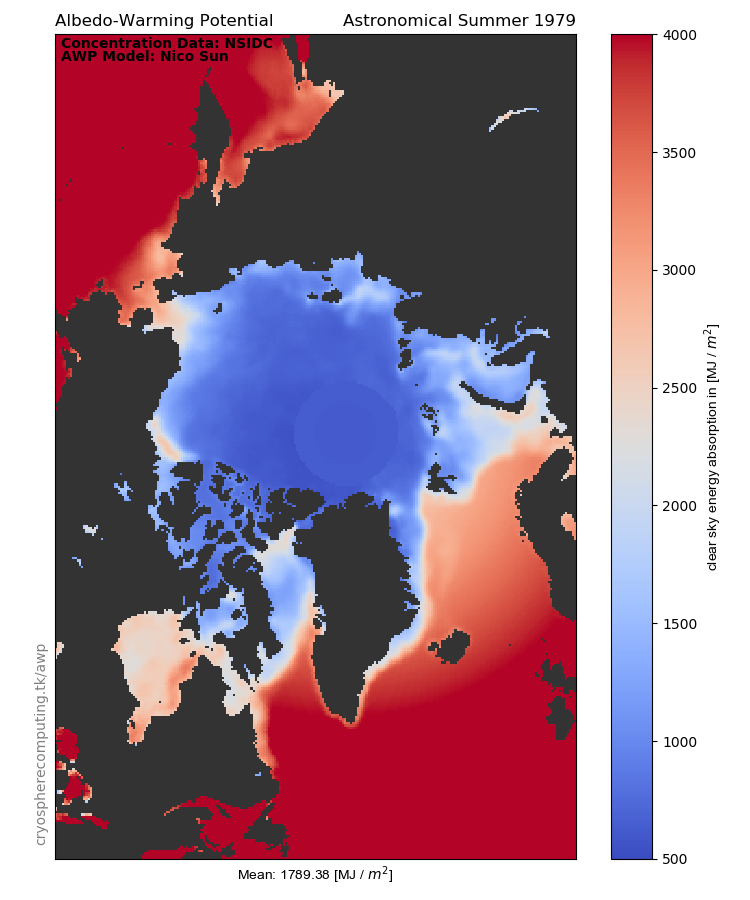 Albedo-Warming Potential
Astronomical Summer 1979
Concentration Data: NSIDC
AWP Model: Nico Sun
4000
3500
3000
2500
2000
1500
1000
500
clear sky energy absorption in [MJ / m²]
cryospherecomputing.tk/awp
Mean: 1789.38 [MJ / m²]